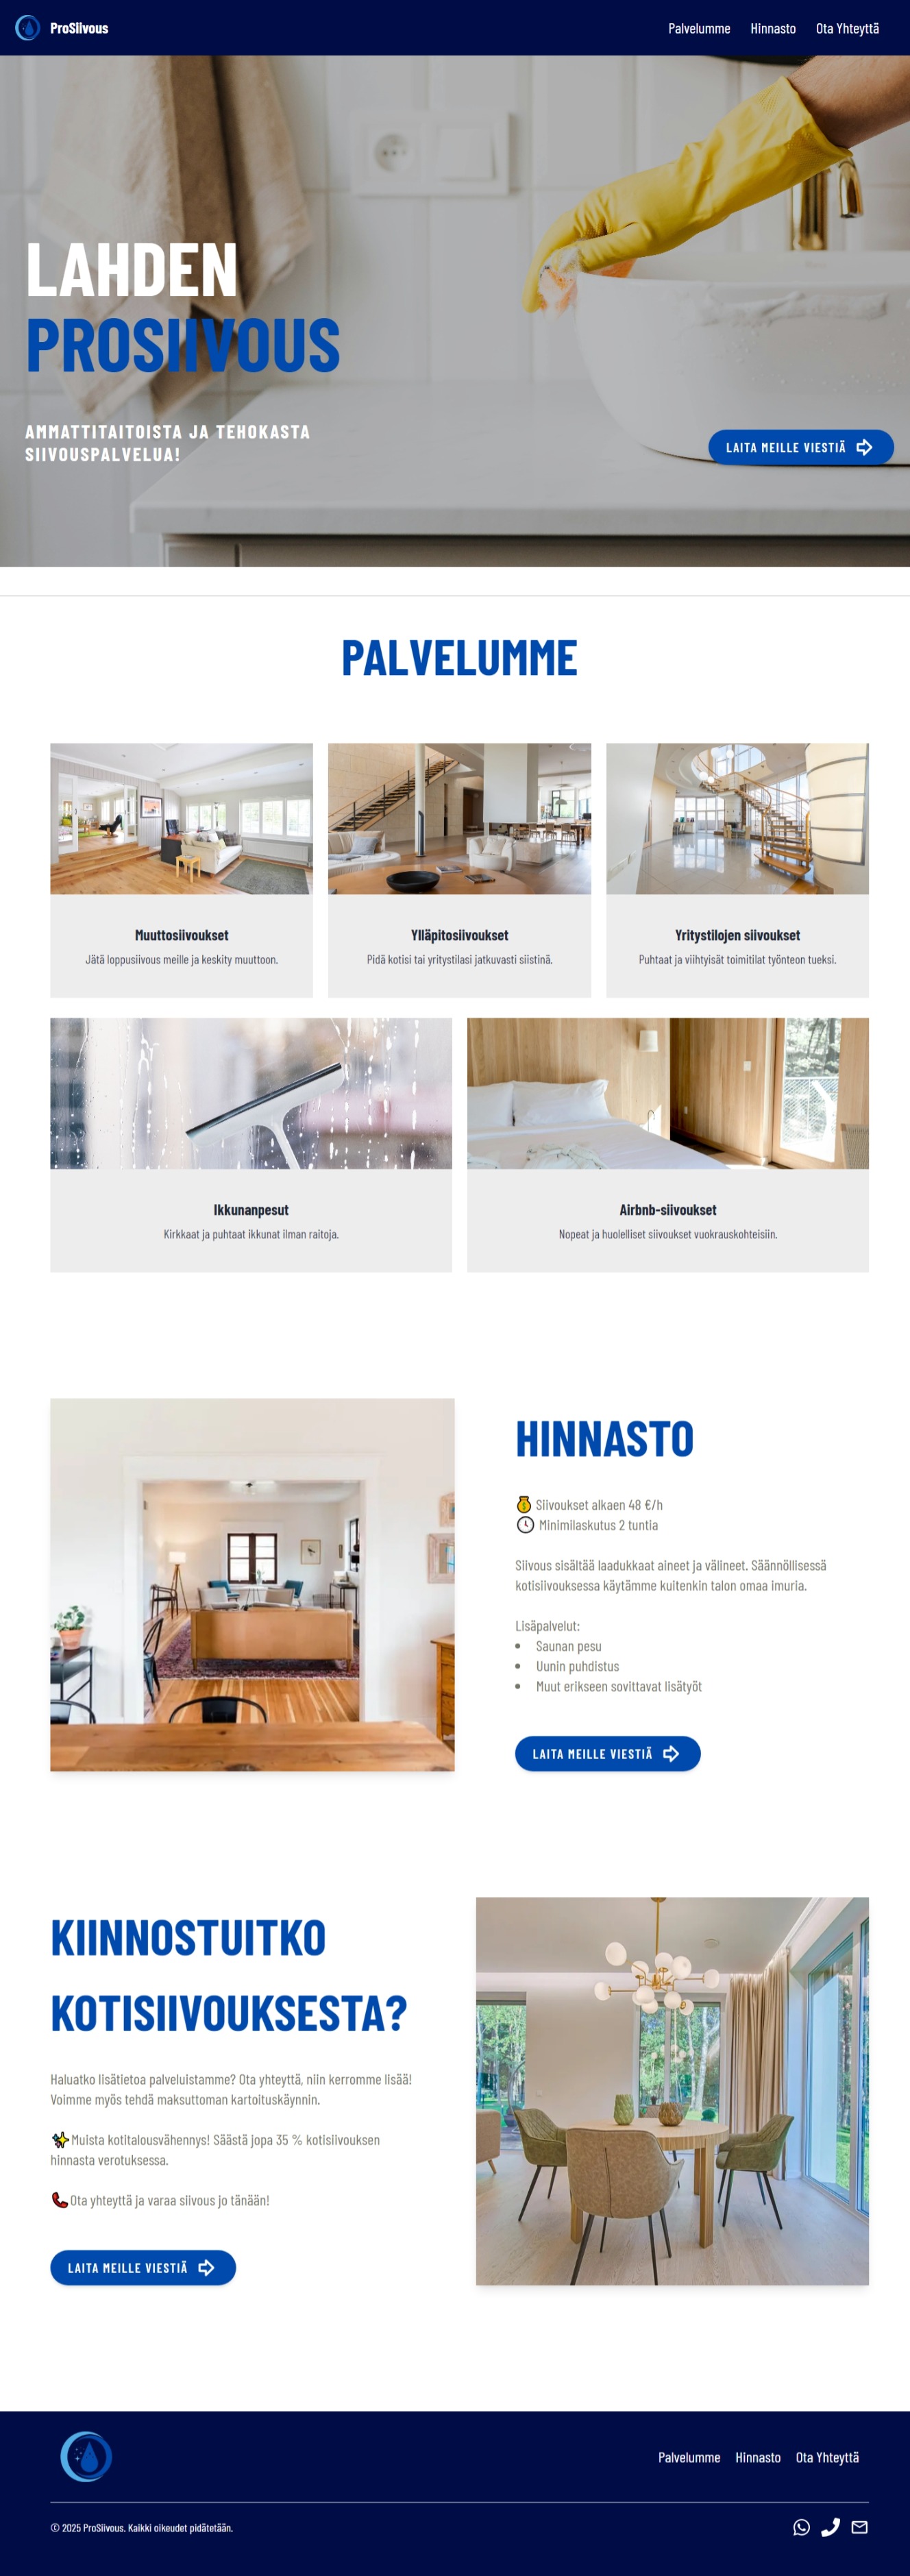 ProSiivous
Palvelumme
Hinnasto
Ota Yhteyttä
LAHDEN
PROSIIVOUS
AMMATTITAITOISTA JA TEHOKASTA
SIIVOUSPALVELUA!
LAITA MEILLE VIESTIÄ
PALVELUMME
Muuttosiivoukset
Jätä loppusiivous meille ja keskity muuttoon.
Ylläpitosiivoukset
Pidä kotisi tai yritystilasi jatkuvasti siistinä.
Yritystilojen siivoukset
Puhtaat ja viihtyisät toimitilat työnteon tueksi.
Ikkunanpesut
Kirkkaat ja puhtaat ikkunat ilman raitoja.
Airbnb-siivoukset
Nopeat ja huolelliset siivoukset vuokrauskohteisiin.
HINNASTO
Siivoukset alkaen 48 €/h
Minimilaskutus 2 tuntia
Siivous sisältää laadukkaat aineet ja välineet. Säännöllisessä
kotisiivouksessa käytämme kuitenkin talon omaa imuria.
Lisäpalvelut:
• Saunan pesu
• Uunin puhdistus
• Muut erikseen sovittavat lisätyöt
LAITA MEILLE VIESTIÄ
KIINNOSTUITKO
KOTISIIVOUKSESTA?
Haluatko lisätietoa palveluistamme? Ota yhteyttä, niin kerromme lisää!
Voimme myös tehdä maksuttoman kartoituskäynnin.
Muista kotitalousvähennys! Säästä jopa 35 % kotisiivouksen
hinnasta verotuksessa.
Ota yhteyttä ja varaa siivous jo tänään!
LAITA MEILLE VIESTIÄ
Palvelumme
Hinnasto
Ota Yhteyttä
© 2025 ProSiivous. Kaikki oikeudet pidätetään.